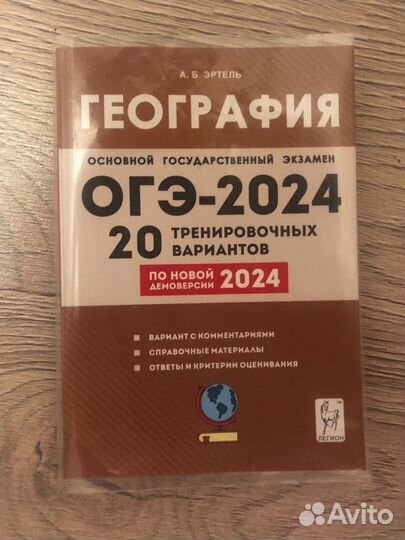 А. Б. ЭРТЕЛЬ
ГЕОГРАФИЯ
ОСНОВНОЙ ГОСУДАРСТВЕННЫЙ ЭКЗАМЕН
ОГЭ-2024
20 ТРЕНИРОВОЧНЫХ
ВАРИАНТОВ
ПО НОВОЙ
ДЕМОВЕРСИИ 2024
ВАРИАНТ С КОММЕНТАРИЯМИ
СПРАВОЧНЫЕ МАТЕРИАЛЫ
ОТВЕТЫ И КРИТЕРИИ ОЦЕНИВАНИЯ
ЛЕГИОН
Avito